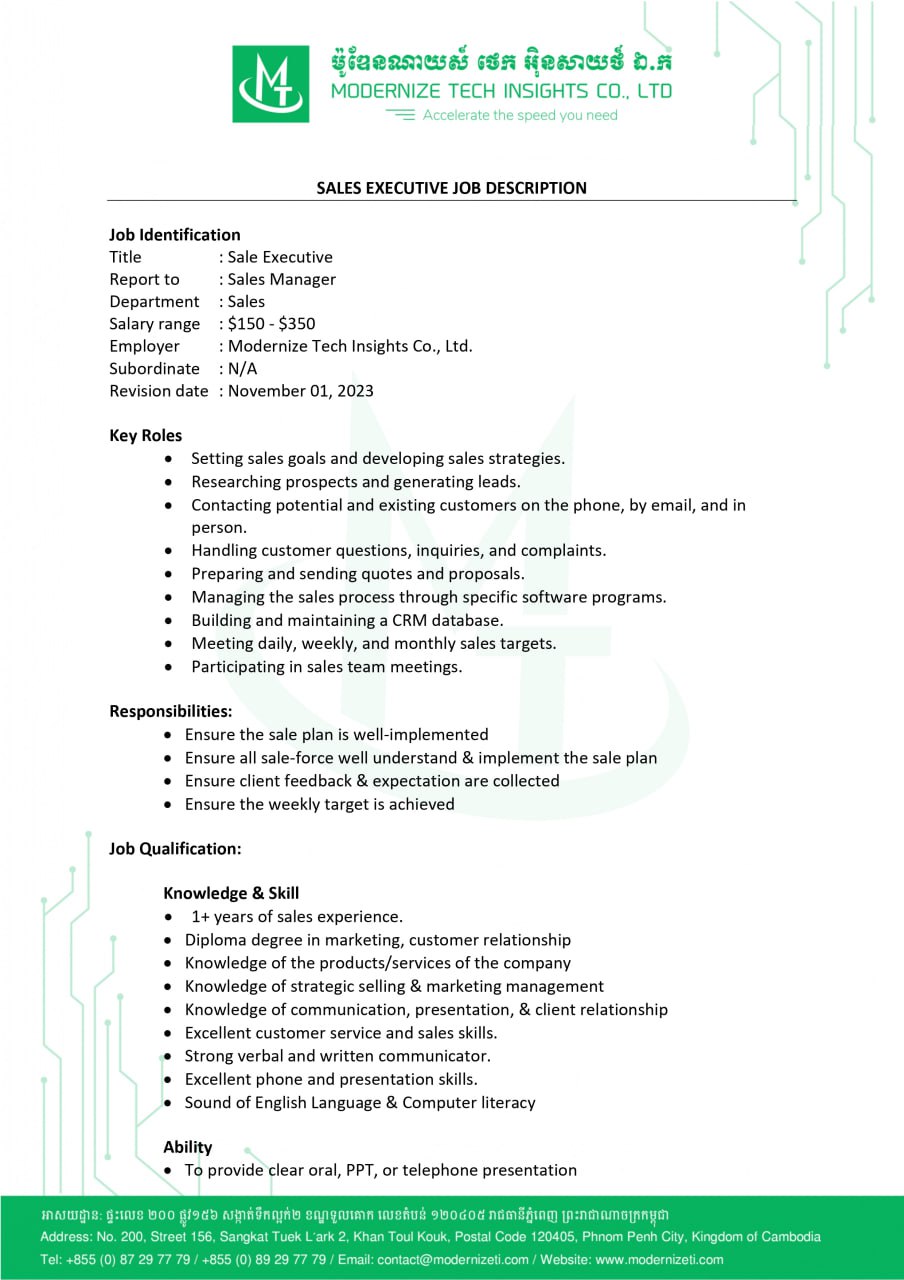 ម៉ូឌែនណាយស៍ ថេក អ៊ិនសាយថ៍ ឯ.ក
MODERNIZE TECH INSIGHTS CO., LTD
Accelerate the speed you need
SALES EXECUTIVE JOB DESCRIPTION
Job Identification
Title : Sale Executive
Report to : Sales Manager
Department : Sales
Salary range : $150 - $350
Employer : Modernize Tech Insights Co., Ltd.
Subordinate : N/A
Revision date : November 01, 2023
Key Roles
• Setting sales goals and developing sales strategies.
• Researching prospects and generating leads.
• Contacting potential and existing customers on the phone, by email, and in
person.
• Handling customer questions, inquiries, and complaints.
• Preparing and sending quotes and proposals.
• Managing the sales process through specific software programs.
• Building and maintaining a CRM database.
• Meeting daily, weekly, and monthly sales targets.
• Participating in sales team meetings.
Responsibilities:
• Ensure the sale plan is well-implemented
• Ensure all sale-force well understand & implement the sale plan
• Ensure client feedback & expectation are collected
• Ensure the weekly target is achieved
Job Qualification:
Knowledge & Skill
• 1+ years of sales experience.
• Diploma degree in marketing, customer relationship
• Knowledge of the products/services of the company
• Knowledge of strategic selling & marketing management
• Knowledge of communication, presentation, & client relationship
• Excellent customer service and sales skills.
• Strong verbal and written communicator.
• Excellent phone and presentation skills.
• Sound of English Language & Computer literacy
Ability
• To provide clear oral, PPT, or telephone presentation
អាសយដ្ឋាន: ផ្ទះលេខ ២០០ ផ្លូវ១៥៦ សង្កាត់ទឹកល្អក់២ ខណ្ឌទួលគោក លេខតំបន់ ១២០៤០៥ រាជធានីភ្នំពេញ ព្រះរាជាណាចក្រកម្ពុជា
Address: No. 200, Street 156, Sangkat Tuek L´ark 2, Khan Toul Kouk, Postal Code 120405, Phnom Penh City, Kingdom of Cambodia
Tel: +855 (0) 87 29 77 79 / +855 (0) 89 29 77 79 / Email: contact@modernizeti.com / Website: www.modernizeti.com